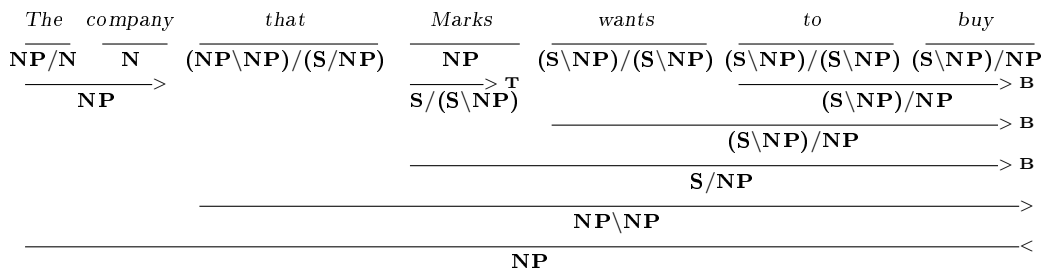 The company that Marks wants to buy
NP/N N (NP\NP)/(S/NP) NP (S\NP)/(S\NP) (S\NP)/(S\NP) (S\NP)/NP
> > T > B
NP S/(S\NP) (S\NP)/NP
> B
(S\NP)/NP
> B
S/NP
>
NP\NP
<
NP